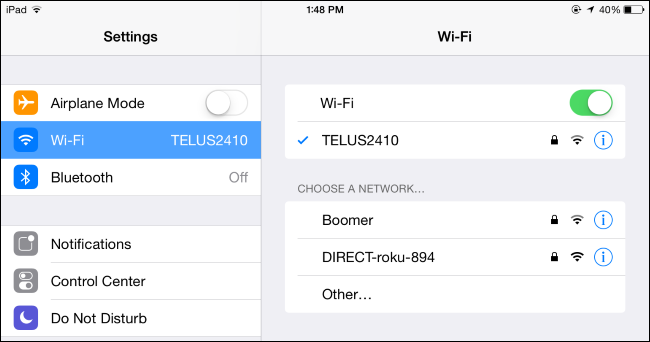 iPad 1:48 PM 40%
Settings
Airplane Mode
Wi-Fi TELUS2410
Bluetooth Off
Notifications
Control Center
Do Not Disturb
Wi-Fi
Wi-Fi
TELUS2410
CHOOSE A NETWORK...
Boomer
DIRECT-roku-894
Other...